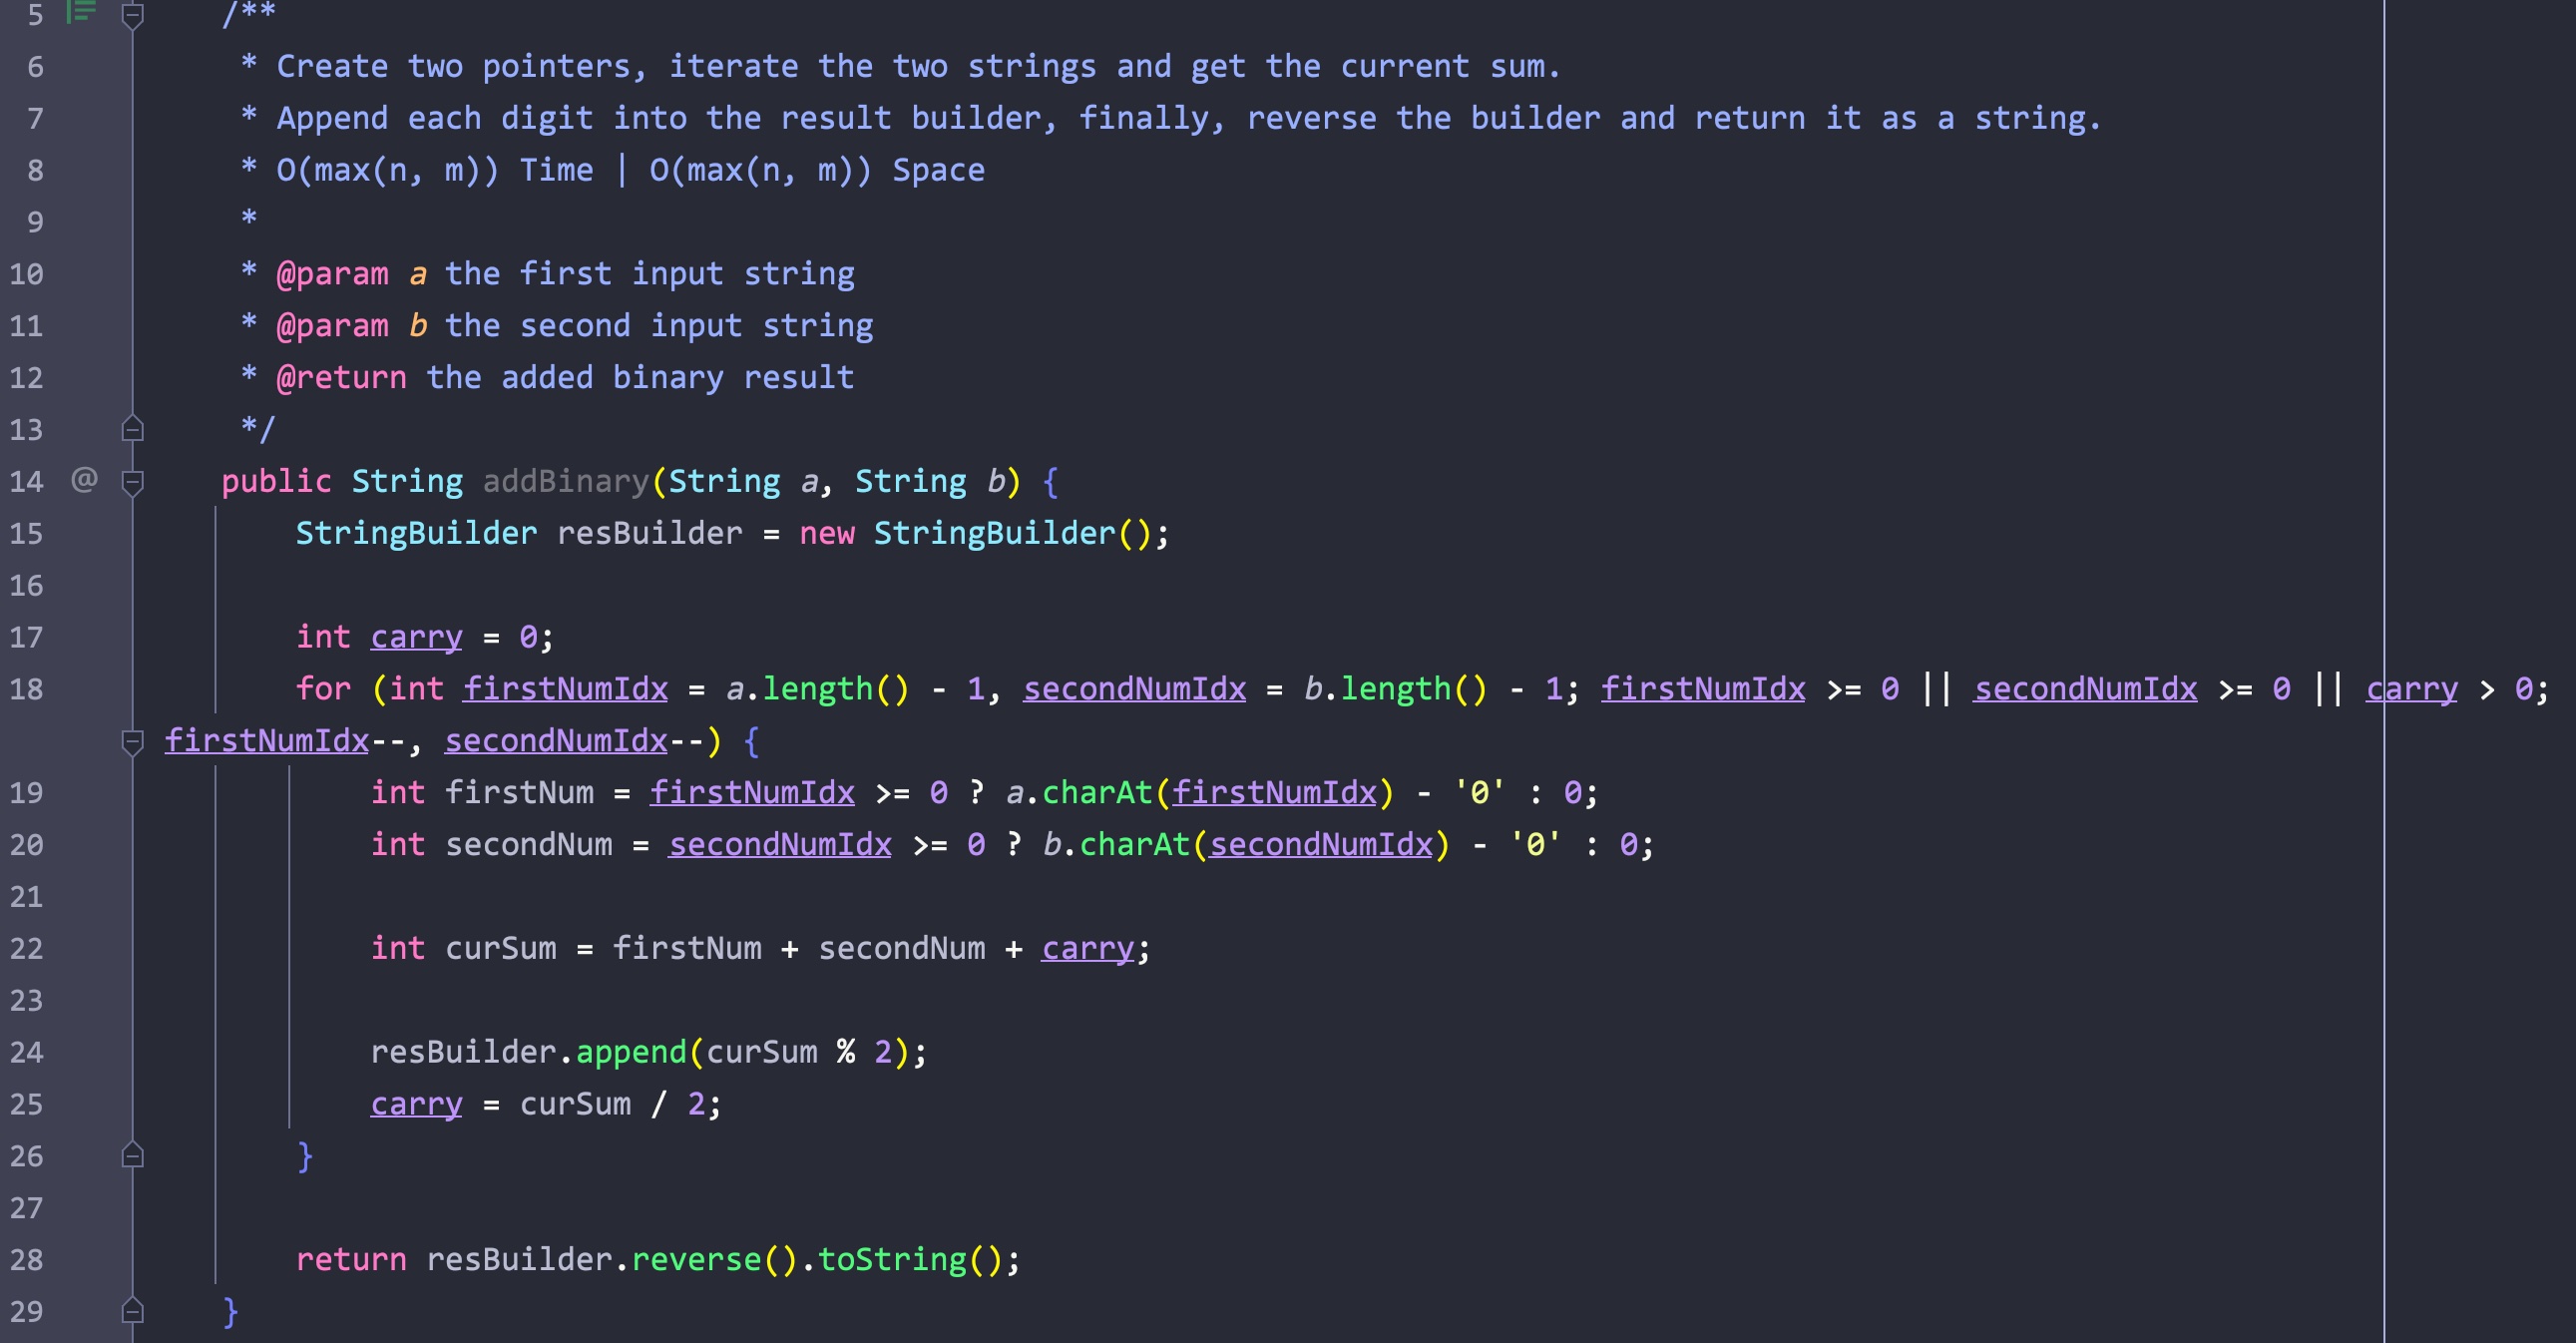 5 /**
6 * Create two pointers, iterate the two strings and get the current sum.
7 * Append each digit into the result builder, finally, reverse the builder and return it as a string.
8 * O(max(n, m)) Time | O(max(n, m)) Space
9 *
10 * @param a the first input string
11 * @param b the second input string
12 * @return the added binary result
13 */
14 @ public String addBinary(String a, String b) {
15 StringBuilder resBuilder = new StringBuilder();
16
17 int carry = 0;
18 for (int firstNumIdx = a.length() - 1, secondNumIdx = b.length() - 1; firstNumIdx >= 0 || secondNumIdx >= 0 || carry > 0;
firstNumIdx--, secondNumIdx--) {
19 int firstNum = firstNumIdx >= 0 ? a.charAt(firstNumIdx) - '0' : 0;
20 int secondNum = secondNumIdx >= 0 ? b.charAt(secondNumIdx) - '0' : 0;
21
22 int curSum = firstNum + secondNum + carry;
23
24 resBuilder.append(curSum % 2);
25 carry = curSum / 2;
26 }
27
28 return resBuilder.reverse().toString();
29 }